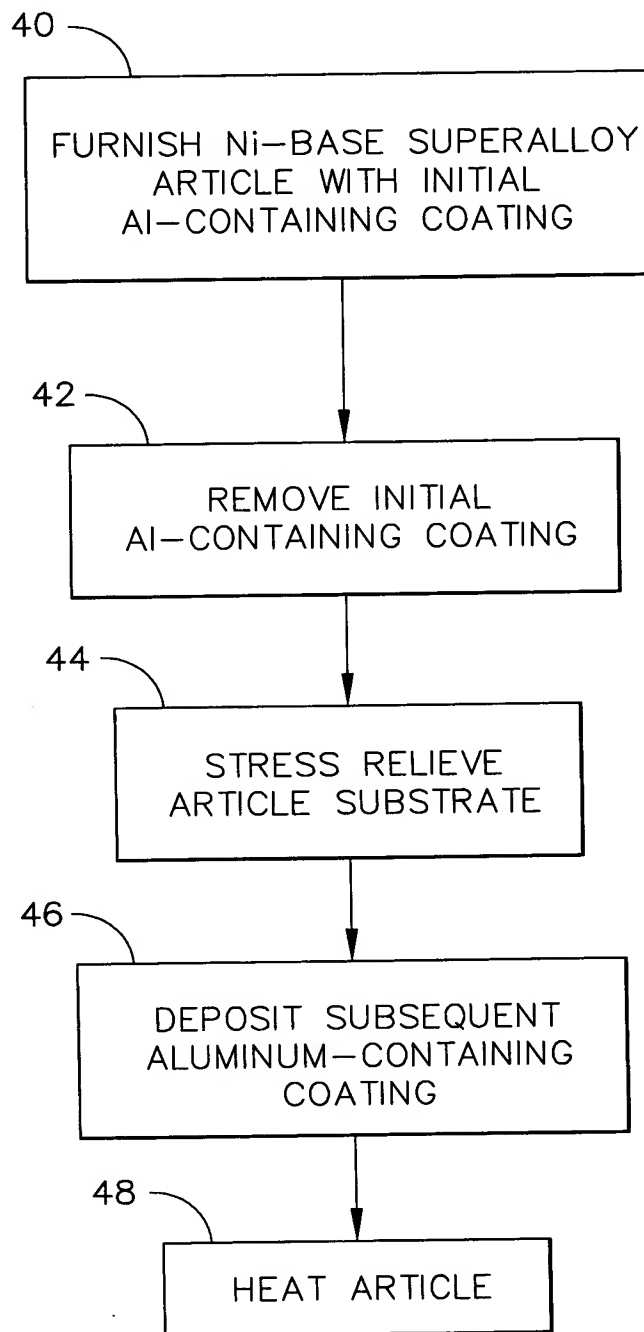 40
FURNISH Ni-BASE SUPERALLOY
ARTICLE WITH INITIAL
Al-CONTAINING COATING
42
REMOVE INITIAL
Al-CONTAINING COATING
44
STRESS RELIEVE
ARTICLE SUBSTRATE
46
DEPOSIT SUBSEQUENT
ALUMINUM-CONTAINING
COATING
48
HEAT ARTICLE